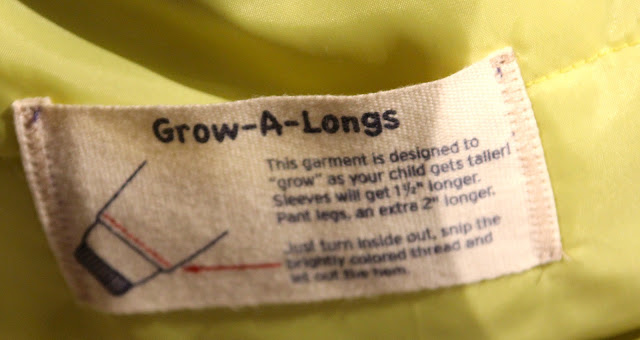 Grow-A-Longs
This garment is designed to
"grow" as your child gets taller!
Sleeves will get 1½" longer.
Pant legs, an extra 2" longer.
Just turn inside out, snip the
brightly colored thread and
let out the hem.